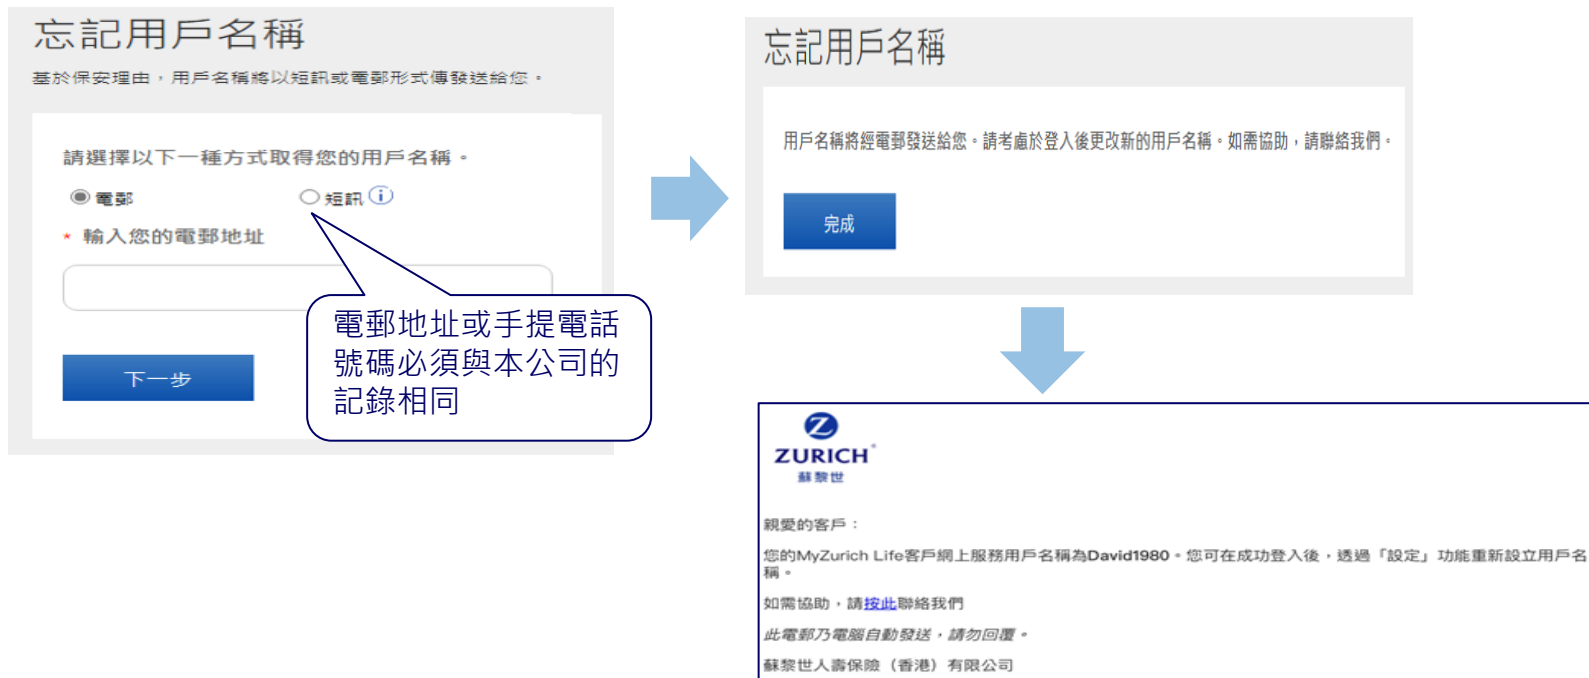 忘記用戶名稱
基於保安理由，用戶名稱將以短訊或電郵形式傳發送給您。
請選擇以下一種方式取得您的用戶名稱。
電郵
短訊
* 輸入您的電郵地址
電郵地址或手提電話
號碼必須與本公司的
記錄相同
下一步
忘記用戶名稱
用戶名稱將經電郵發送給您。請考慮於登入後更改新的用戶名稱。如需協助，請聯絡我們。
完成
Z
ZURICH®
蘇黎世
親愛的客戶：
您的MyZurich Life客戶網上服務用戶名稱為David1980。您可在成功登入後，透過「設定」功能重新設立用戶名
稱。
如需協助，請按此聯絡我們
此電郵乃電腦自動發送，請勿回覆。
蘇黎世人壽保險（香港）有限公司